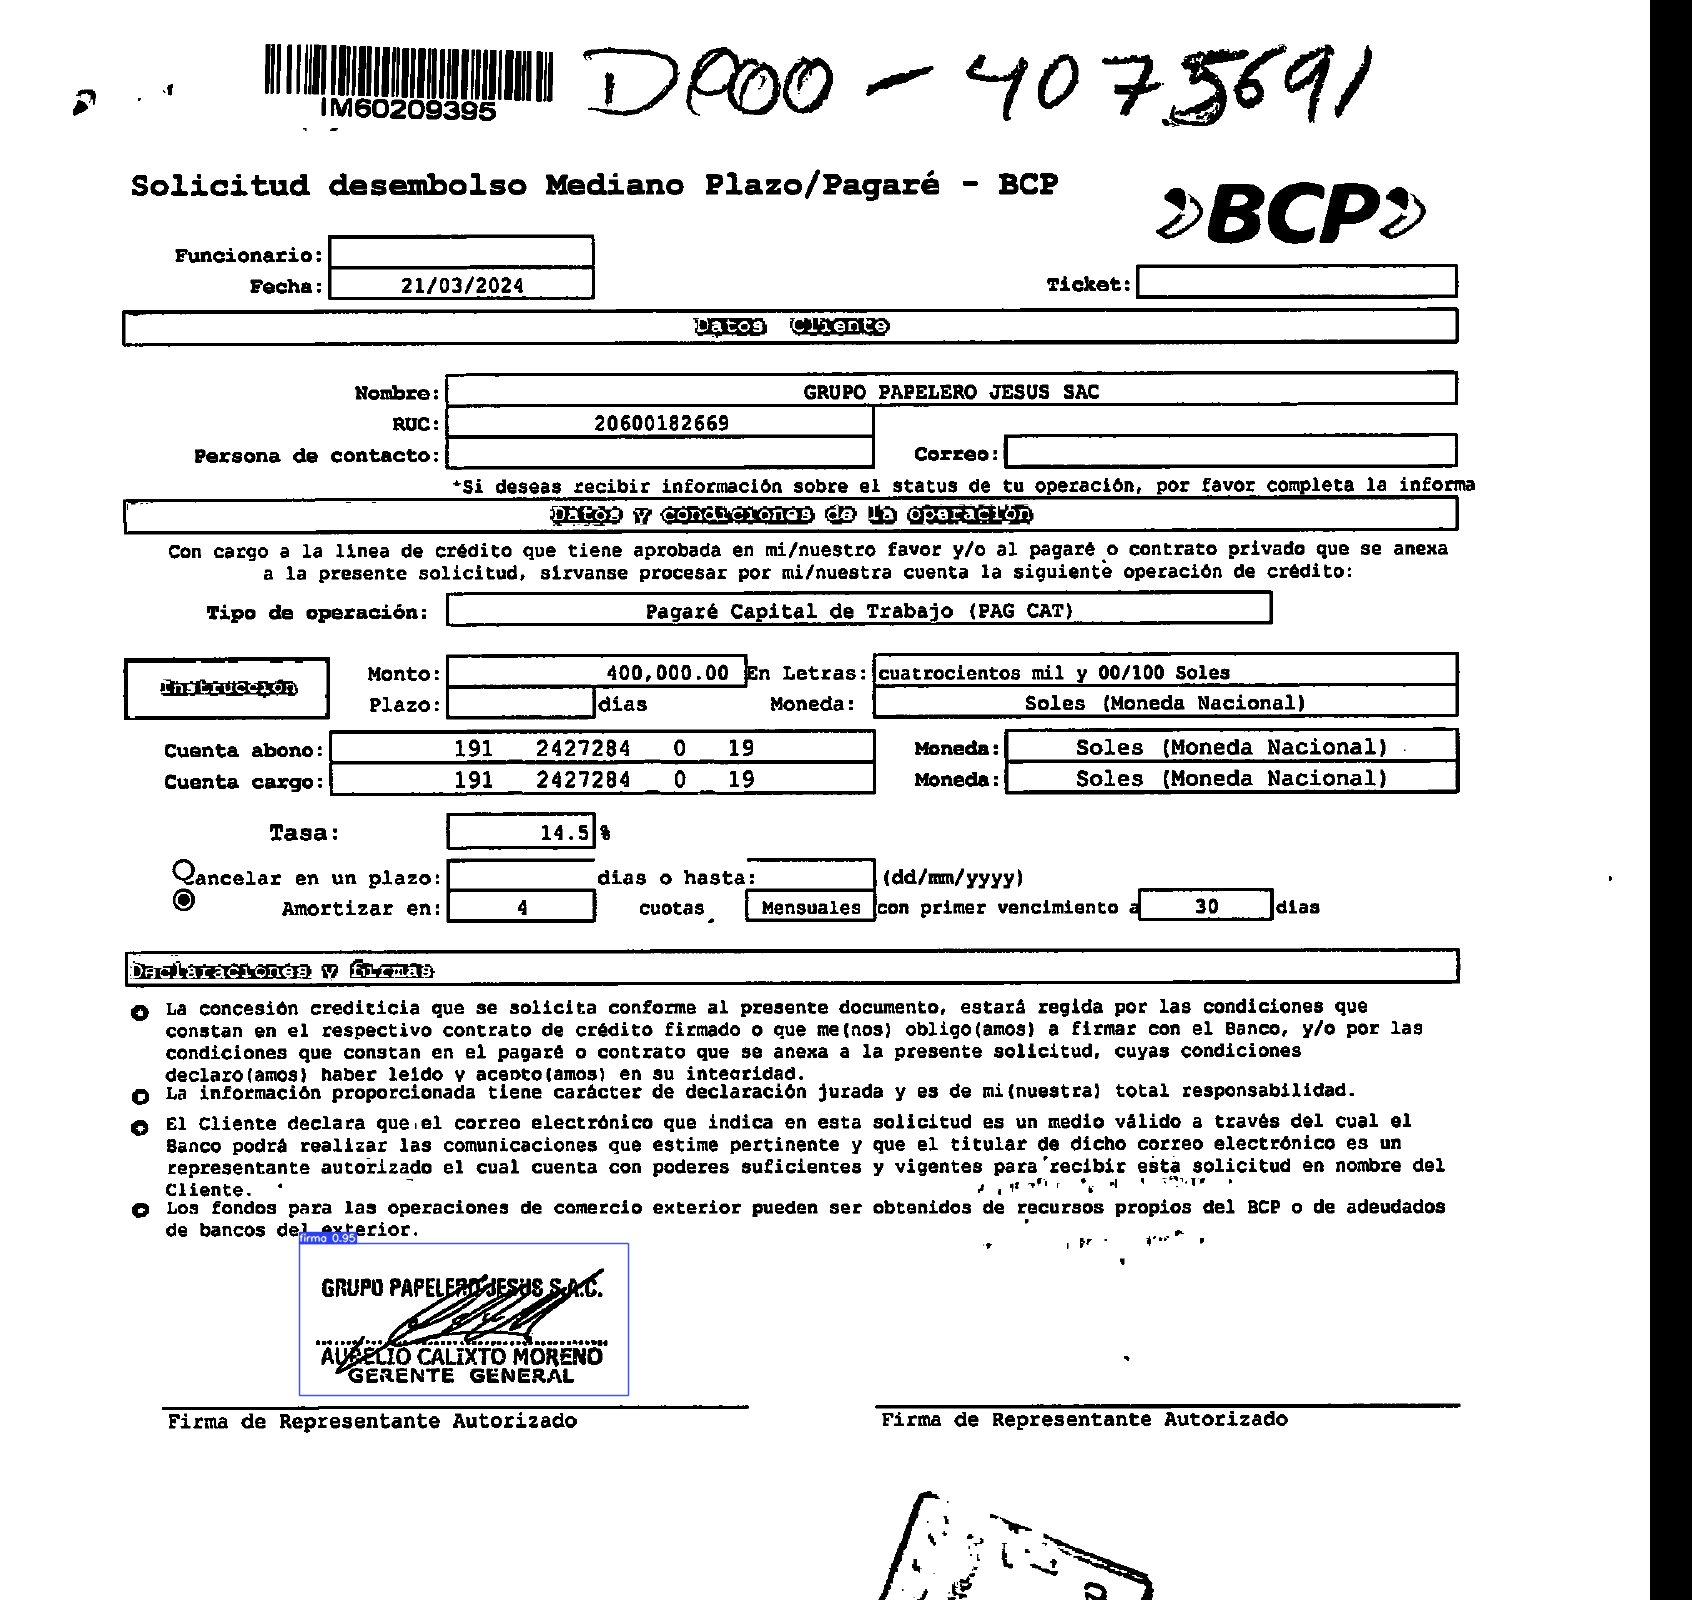 IM60209395
DP00-4075691
Solicitud desembolso Mediano Plazo/Pagaré - BCP
BCP
Funcionario:
Fecha: 21/03/2024 Ticket:
Datos Cliente
Nombre: GRUPO PAPELERO JESUS SAC
RUC: 20600182669
Persona de contacto: Correo:
*Si deseas recibir información sobre el status de tu operación, por favor completa la informa
Datos y condiciones de la operación
Con cargo a la línea de crédito que tiene aprobada en mi/nuestro favor y/o al pagaré o contrato privado que se anexa
a la presente solicitud, sírvanse procesar por mi/nuestra cuenta la siguiente operación de crédito:
Tipo de operación: Pagaré Capital de Trabajo (PAG CAT)
Instrucción Monto: 400,000.00 En Letras: cuatrocientos mil y 00/100 Soles
Plazo: días Moneda: Soles (Moneda Nacional)
Cuenta abono: 191 2427284 0 19 Moneda: Soles (Moneda Nacional)
Cuenta cargo: 191 2427284 0 19 Moneda: Soles (Moneda Nacional)
Tasa: 14.5 %
Cancelar en un plazo: días o hasta: (dd/mm/yyyy)
Amortizar en: 4 cuotas Mensuales con primer vencimiento a 30 días
Declaraciones y firmas
La concesión crediticia que se solicita conforme al presente documento, estará regida por las condiciones que
constan en el respectivo contrato de crédito firmado o que me(nos) obligo(amos) a firmar con el Banco, y/o por las
condiciones que constan en el pagaré o contrato que se anexa a la presente solicitud, cuyas condiciones
declaro(amos) haber leído y acepto(amos) en su integridad.
La información proporcionada tiene carácter de declaración jurada y es de mi(nuestra) total responsabilidad.
El Cliente declara que el correo electrónico que indica en esta solicitud es un medio válido a través del cual el
Banco podrá realizar las comunicaciones que estime pertinente y que el titular de dicho correo electrónico es un
representante autorizado el cual cuenta con poderes suficientes y vigentes para recibir esta solicitud en nombre del
Cliente.
Los fondos para las operaciones de comercio exterior pueden ser obtenidos de recursos propios del BCP o de adeudados
de bancos del exterior.
firma 0.95
GRUPO PAPELERO JESUS S.A.C.
AURELIO CALIXTO MORENO
GERENTE GENERAL
Firma de Representante Autorizado Firma de Representante Autorizado